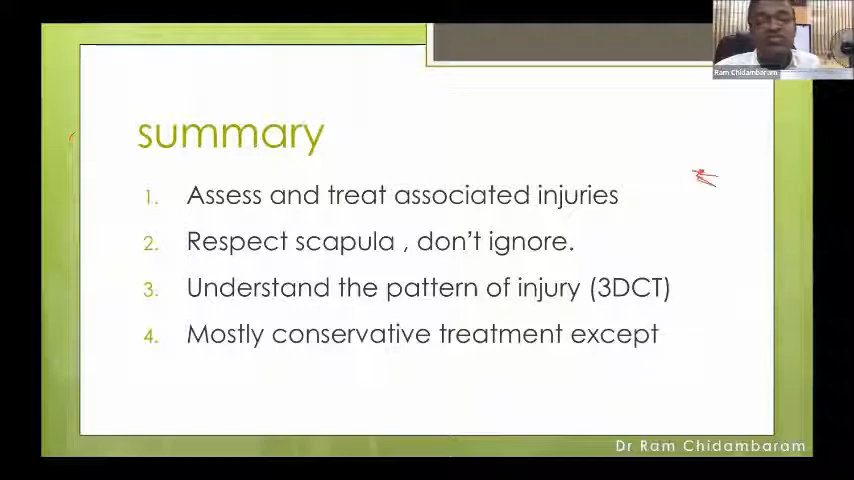 Ram Chidambaram
summary
1. Assess and treat associated injuries
2. Respect scapula , don't ignore.
3. Understand the pattern of injury (3DCT)
4. Mostly conservative treatment except
Dr Ram Chidambaram